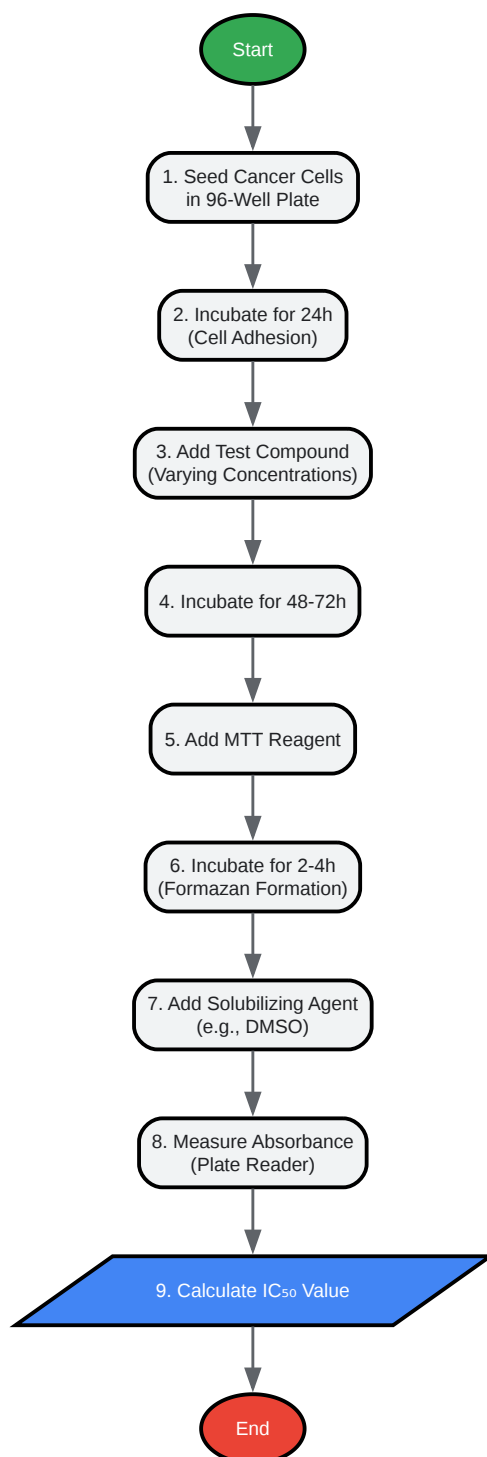 Start
1. Seed Cancer Cells
in 96-Well Plate
2. Incubate for 24h
(Cell Adhesion)
3. Add Test Compound
(Varying Concentrations)
4. Incubate for 48-72h
5. Add MTT Reagent
6. Incubate for 2-4h
(Formazan Formation)
7. Add Solubilizing Agent
(e.g., DMSO)
8. Measure Absorbance
(Plate Reader)
9. Calculate IC₅₀ Value
End